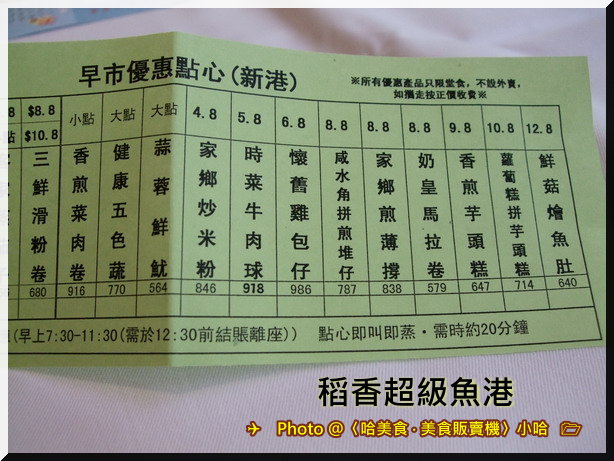 早市優惠點心(新港)
※所有優惠產品只限堂食，不設外賣，
如攜走按正價收費※
$8.8 小點 大點 大點 4.8 5.8 6.8 8.8 8.8 8.8 9.8 10.8 12.8
$10.8
三鮮滑粉卷
香煎菜肉卷
健康五色蔬
蒜蓉鮮魷
家鄉炒米粉
時菜牛肉球
懷舊雞包仔
咸水角拼煎堆仔
家鄉煎薄撐
奶皇馬拉卷
香煎芋頭糕
蘿蔔糕拼芋頭糕
鮮菇燴魚肚
680 916 770 564 846 978 986 787 838 579 647 714 640
(早上7:30-11:30(需於12:30前結賬離座)) 點心即叫即蒸・需時約20分鐘
稻香超級魚港
Photo @〈哈美食·美食販賣機〉小哈